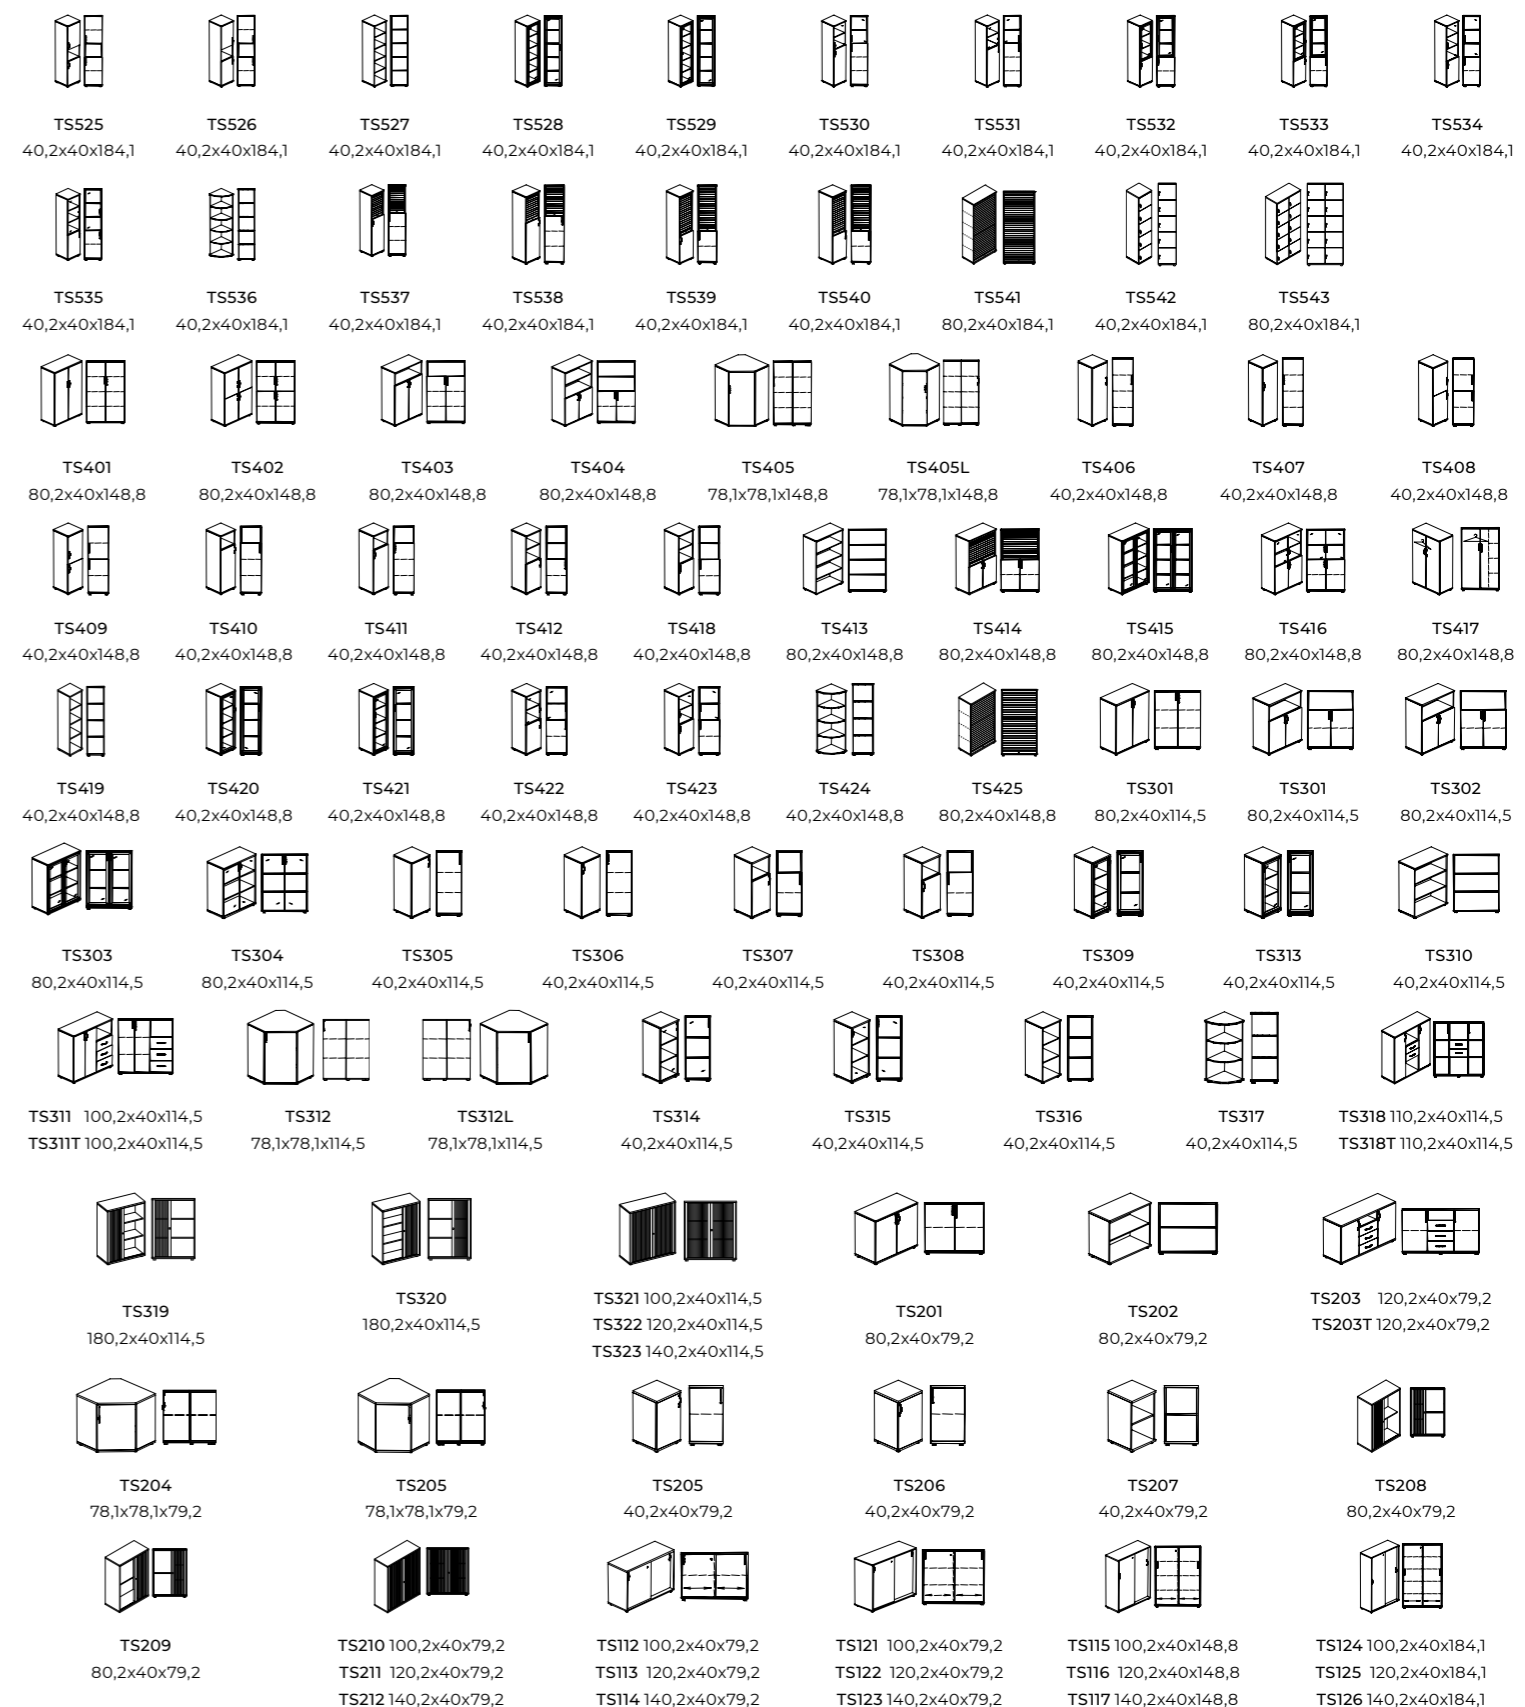 TS525 TS526 TS527 TS528 TS529 TS530 TS531 TS532 TS533 TS534
40,2x40x184,1 40,2x40x184,1 40,2x40x184,1 40,2x40x184,1 40,2x40x184,1 40,2x40x184,1 40,2x40x184,1 40,2x40x184,1 40,2x40x184,1 40,2x40x184,1
TS535 TS536 TS537 TS538 TS539 TS540 TS541 TS542 TS543
40,2x40x184,1 40,2x40x184,1 40,2x40x184,1 40,2x40x184,1 40,2x40x184,1 40,2x40x184,1 80,2x40x184,1 40,2x40x184,1 80,2x40x184,1
TS401 TS402 TS403 TS404 TS405 TS405L TS406 TS407 TS408
80,2x40x148,8 80,2x40x148,8 80,2x40x148,8 80,2x40x148,8 78,1x78,1x148,8 78,1x78,1x148,8 40,2x40x148,8 40,2x40x148,8 40,2x40x148,8
TS409 TS410 TS411 TS412 TS418 TS413 TS414 TS415 TS416 TS417
40,2x40x148,8 40,2x40x148,8 40,2x40x148,8 40,2x40x148,8 40,2x40x148,8 80,2x40x148,8 80,2x40x148,8 80,2x40x148,8 80,2x40x148,8 80,2x40x148,8
TS419 TS420 TS421 TS422 TS423 TS424 TS425 TS301 TS301 TS302
40,2x40x148,8 40,2x40x148,8 40,2x40x148,8 40,2x40x148,8 40,2x40x148,8 40,2x40x148,8 80,2x40x148,8 80,2x40x114,5 80,2x40x114,5 80,2x40x114,5
TS303 TS304 TS305 TS306 TS307 TS308 TS309 TS313 TS310
80,2x40x114,5 80,2x40x114,5 40,2x40x114,5 40,2x40x114,5 40,2x40x114,5 40,2x40x114,5 40,2x40x114,5 40,2x40x114,5 40,2x40x114,5
TS311 100,2x40x114,5 TS312 TS312L TS314 TS315 TS316 TS317 TS318 110,2x40x114,5
TS311T 100,2x40x114,5 78,1x78,1x114,5 78,1x78,1x114,5 40,2x40x114,5 40,2x40x114,5 40,2x40x114,5 40,2x40x114,5 TS318T 110,2x40x114,5
TS319
180,2x40x114,5
TS320
180,2x40x114,5
TS321 100,2x40x114,5
TS322 120,2x40x114,5
TS323 140,2x40x114,5
TS201
80,2x40x79,2
TS202
80,2x40x79,2
TS203 120,2x40x79,2
TS203T 120,2x40x79,2
TS204 TS205 TS205 TS206 TS207 TS208
78,1x78,1x79,2 78,1x78,1x79,2 40,2x40x79,2 40,2x40x79,2 40,2x40x79,2 80,2x40x79,2
TS209 TS210 100,2x40x79,2 TS112 100,2x40x79,2 TS121 100,2x40x79,2 TS115 100,2x40x148,8 TS124 100,2x40x184,1
80,2x40x79,2 TS211 120,2x40x79,2 TS113 120,2x40x79,2 TS122 120,2x40x79,2 TS116 120,2x40x148,8 TS125 120,2x40x184,1
TS212 140,2x40x79,2 TS114 140,2x40x79,2 TS123 140,2x40x79,2 TS117 140,2x40x148,8 TS126 140,2x40x184,1